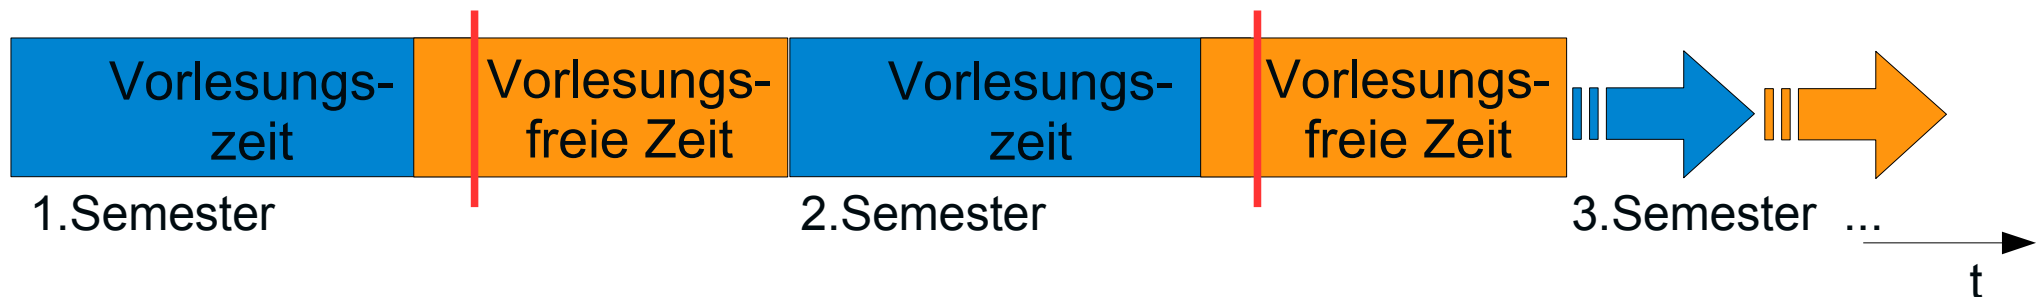 Vorlesungs-
zeit
Vorlesungs-
freie Zeit
Vorlesungs-
zeit
Vorlesungs-
freie Zeit
1.Semester
2.Semester
3.Semester ...
t